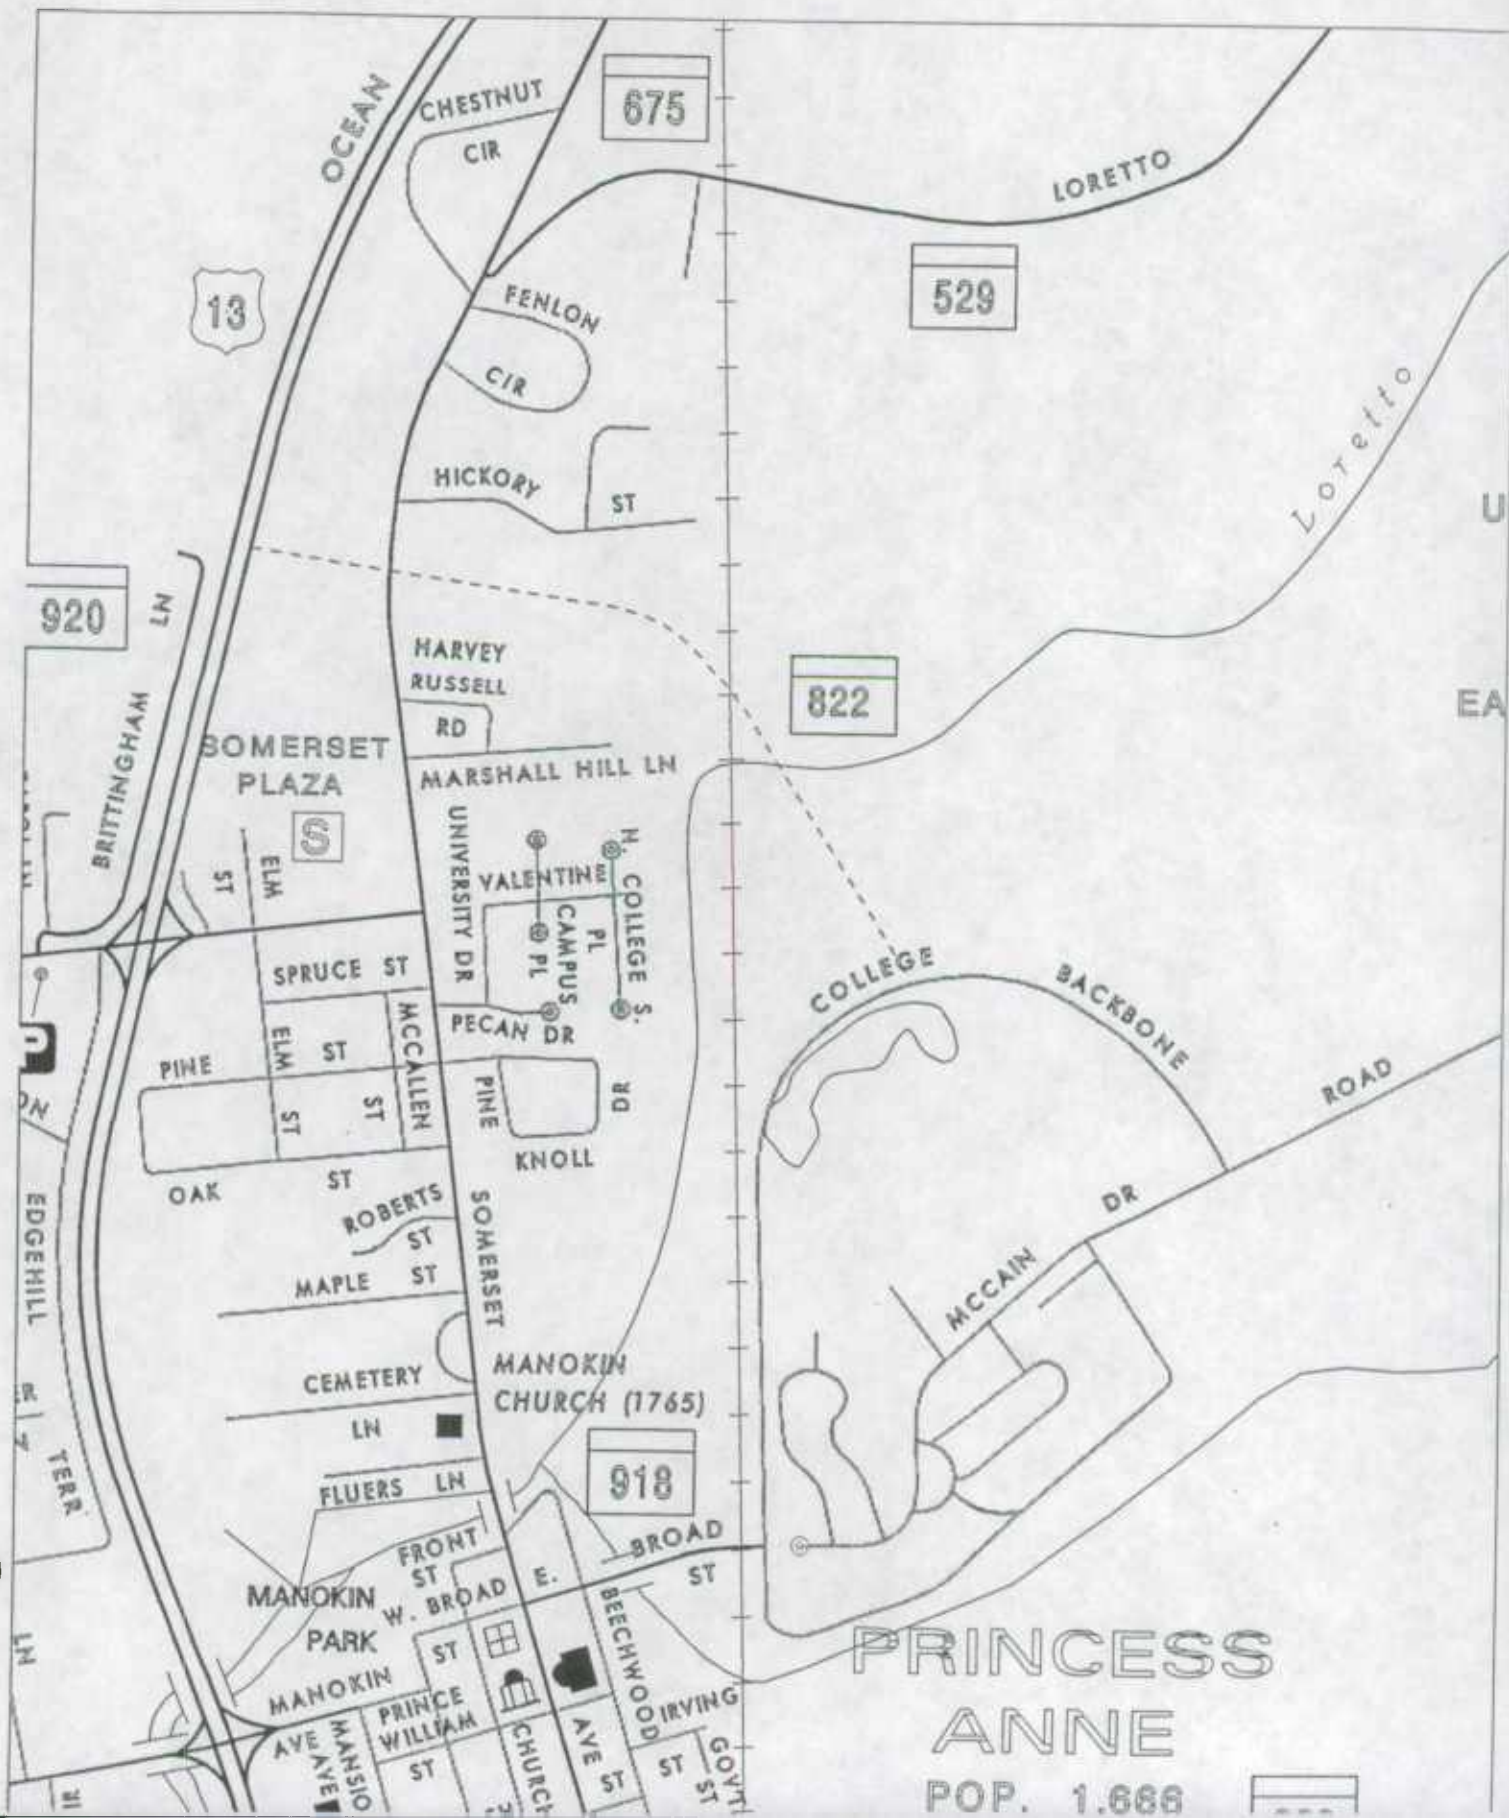 OCEAN
CHESTNUT
CIR
675
LORETTO
13
FENLON
CIR
529
Loretto
HICKORY
ST
U
920
LN
BRITTINGHAM
HARVEY
RUSSELL
RD
822
EA
SOMERSET
PLAZA
S
MARSHALL HILL LN
UNIVERSITY DR
VALENTINE
PL
CAMPUS
PL
N. COLLEGE S.
ELM
ST
SPRUCE ST
PECAN DR
COLLEGE
BACKBONE
ROAD
PINE
ELM
ST
ST
ST
MCCALLEN
PINE
DR
KNOLL
OAK
ST
ROBERTS
ST
SOMERSET
DR
MCCAIN
EDGEHILL
TERR
MAPLE ST
CEMETERY
LN
MANOKIN
CHURCH (1765)
918
FLUERS LN
FRONT
ST
E.
BROAD
ST
MANOKIN
PARK
W. BROAD
ST
BEECHWOOD
LN
MANOKIN
AVE
PRINCE
WILLIAM
ST
AVE
CHURCH
AVE
ST
IRVING
ST
GOV'T
ST
PRINCESS
ANNE
POP. 1,666